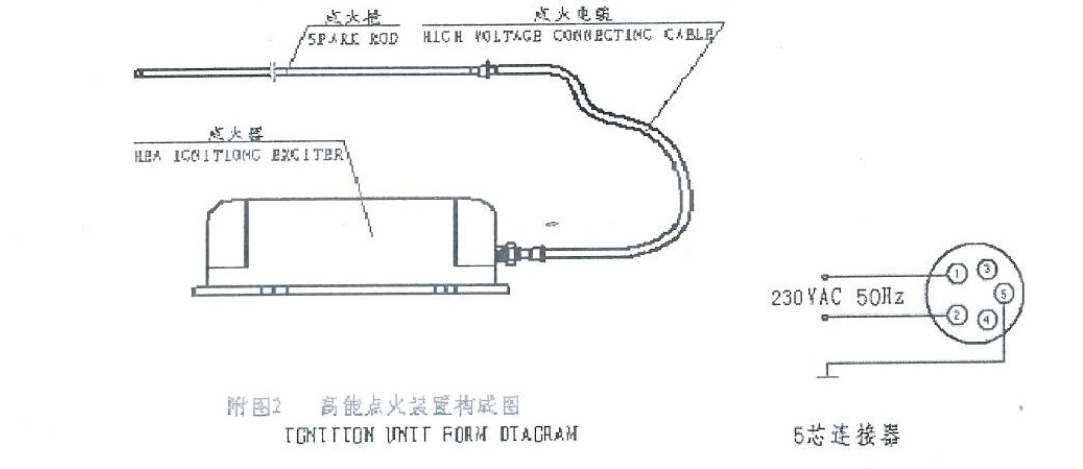 点火枪
SPARK ROD
点火电缆
HIGH VOLTAGE CONNECTING CABLE
点火器
HEA IGNITIONG EXCITER
230VAC 50Hz
1
3
5
2
4
附图2 高能点火装置构成图
IGNITION UNIT FORM DIAGRAM
5芯连接器